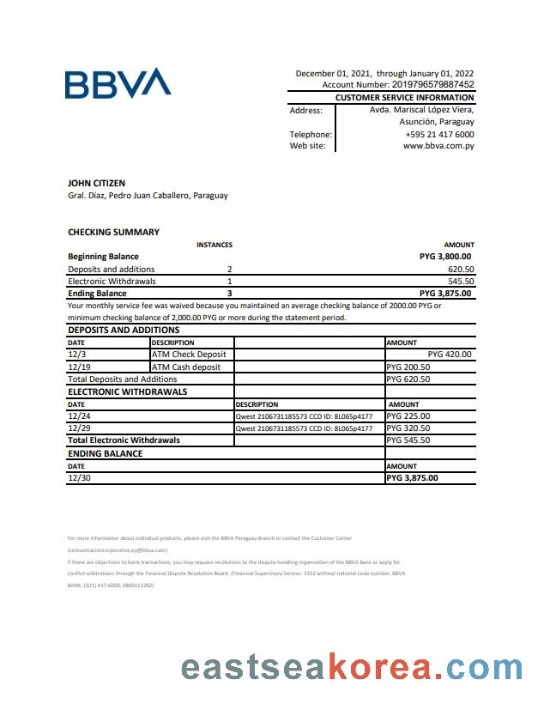 BBVA
December 01, 2021, through January 01, 2022
Account Number: 2019796579887452
CUSTOMER SERVICE INFORMATION
Address: Avda. Mariscal López Viera,
Asunción, Paraguay
Telephone: +595 21 417 6000
Web site: www.bbva.com.py
JOHN CITIZEN
Gral. Díaz, Pedro Juan Caballero, Paraguay
CHECKING SUMMARY
INSTANCES AMOUNT
Beginning Balance PYG 3,800.00
Deposits and additions 2 620.50
Electronic Withdrawals 1 545.50
Ending Balance 3 PYG 3,875.00
Your monthly service fee was waived because you maintained an average checking balance of 2000.00 PYG or
minimum checking balance of 2,000.00 PYG or more during the statement period.
DEPOSITS AND ADDITIONS
DATE DESCRIPTION AMOUNT
12/3 ATM Check Deposit PYG 420.00
12/19 ATM Cash deposit PYG 200.50
Total Deposits and Additions PYG 620.50
ELECTRONIC WITHDRAWALS
DATE DESCRIPTION AMOUNT
12/24 Qwest 2106731185573 CCD ID: 8L065p4177 PYG 225.00
12/29 Qwest 2106731185573 CCD ID: 8L065p4177 PYG 320.50
Total Electronic Withdrawals PYG 545.50
ENDING BALANCE
DATE AMOUNT
12/30 PYG 3,875.00
For more information about individual products, please visit the BBVA Paraguay Branch or contact the Customer Center
If there are objections to bank transactions, you may request resolutions to the dispute handling organization of the BBVA Bank or apply for
conflict arbitrations through the Financial Dispute Resolution Board. (Financial Supervisory Service- 1353 without national code number. BBVA
eastseakorea.com